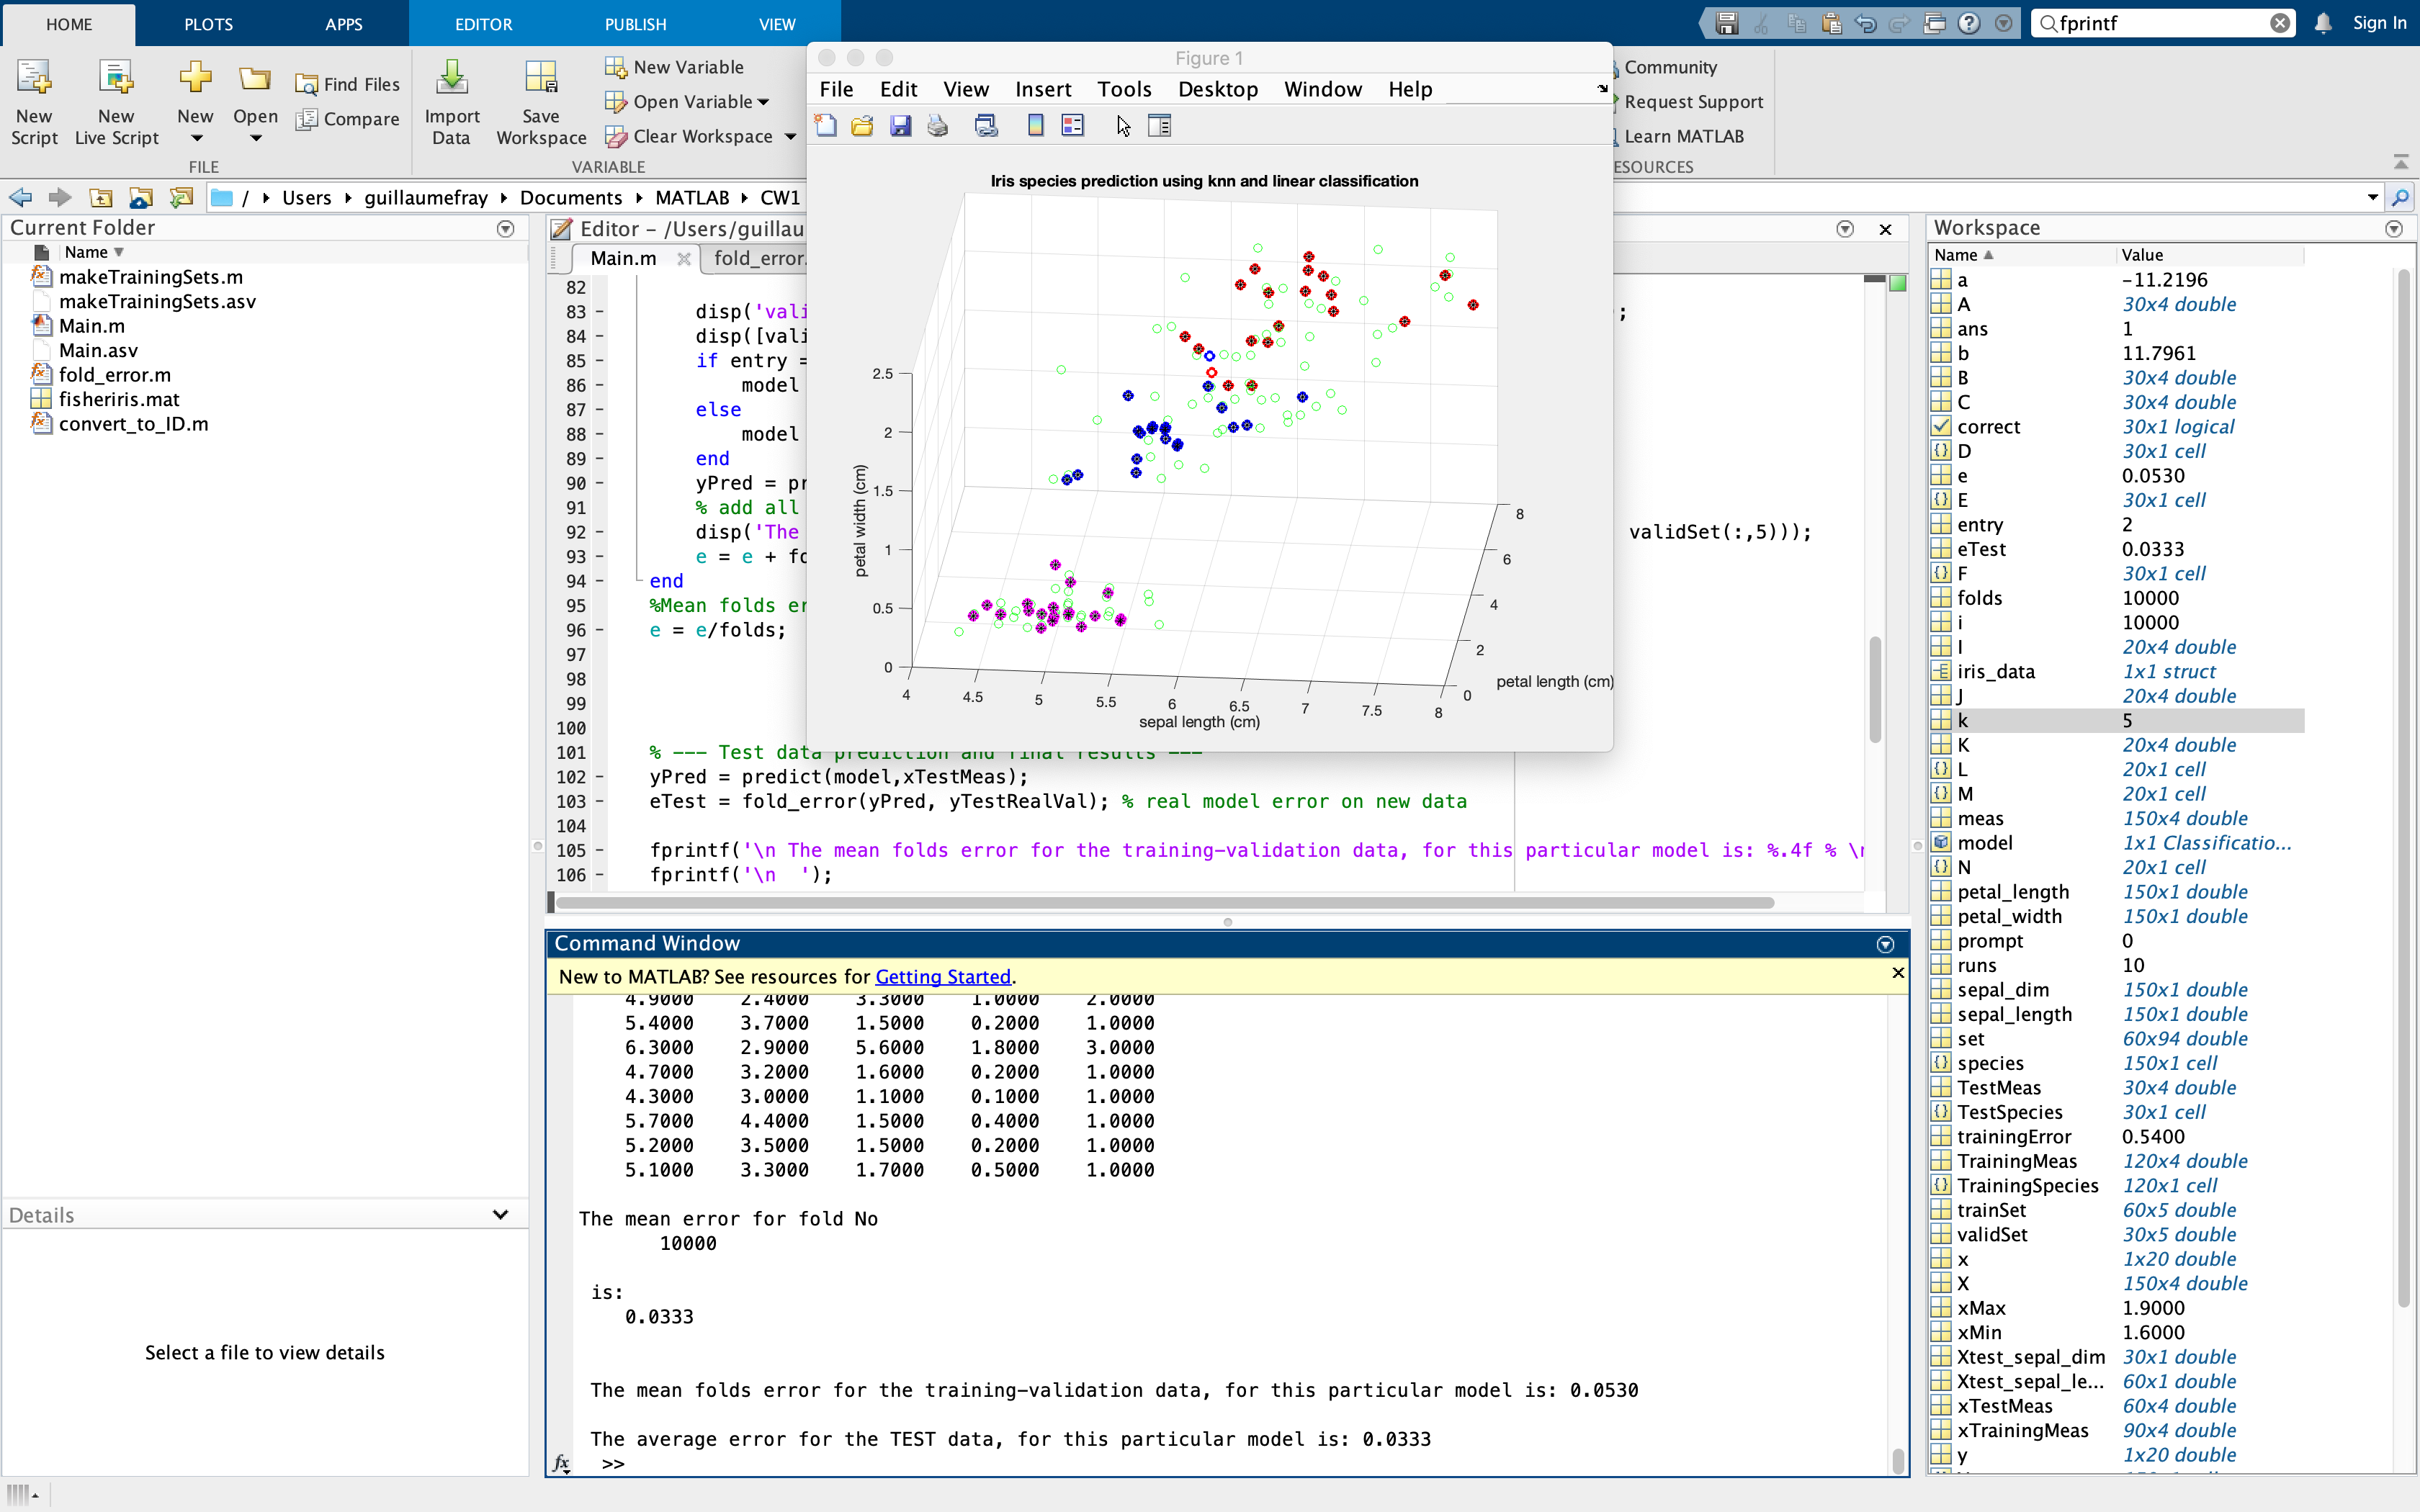 HOME PLOTS APPS EDITOR PUBLISH VIEW
fprintf
Sign In
New Script
New Live Script
New
Open
Find Files
Compare
FILE
Import Data
Save Workspace
New Variable
Open Variable
Clear Workspace
VARIABLE
Community
Request Support
Learn MATLAB
ESOURCES
/ Users guillaumefray Documents MATLAB CW1
Current Folder
Name
makeTrainingSets.m
makeTrainingSets.asv
Main.m
Main.asv
fold_error.m
fisheriris.mat
convert_to_ID.m
Details
Select a file to view details
Figure 1
File Edit View Insert Tools Desktop Window Help
Iris species prediction using knn and linear classification
petal width (cm)
2.5
2
1.5
1
0.5
0
4 4.5 5 5.5 6 6.5 7 7.5 8
sepal length (cm)
8
6
4
2
0
petal length (cm)
Editor – /Users/guillau
Main.m fold_error.
82
83 – disp('vali ;
84 – disp([vali
85 – if entry =
86 – model
87 – else
88 – model
89 – end
90 – yPred = pr
91 % add all
92 – disp('The validSet(:,5)));
93 – e = e + fo
94 – end
95 %Mean folds er
96 – e = e/folds;
97
98
99
100
101 % --- Test data prediction and final results ---
102 – yPred = predict(model,xTestMeas);
103 – eTest = fold_error(yPred, yTestRealVal); % real model error on new data
104
105 – fprintf('\n The mean folds error for the training-validation data, for this particular model is: %.4f % \n
106 – fprintf('\n  ');
Command Window
New to MATLAB? See resources for Getting Started.
4.9000 2.4000 3.3000 1.0000 2.0000
5.4000 3.7000 1.5000 0.2000 1.0000
6.3000 2.9000 5.6000 1.8000 3.0000
4.7000 3.2000 1.6000 0.2000 1.0000
4.3000 3.0000 1.1000 0.1000 1.0000
5.7000 4.4000 1.5000 0.4000 1.0000
5.2000 3.5000 1.5000 0.2000 1.0000
5.1000 3.3000 1.7000 0.5000 1.0000
The mean error for fold No
10000
is:
0.0333
The mean folds error for the training-validation data, for this particular model is: 0.0530
The average error for the TEST data, for this particular model is: 0.0333
fx >>
Workspace
Name Value
a -11.2196
A 30x4 double
ans 1
b 11.7961
B 30x4 double
C 30x4 double
correct 30x1 logical
D 30x1 cell
e 0.0530
E 30x1 cell
entry 2
eTest 0.0333
F 30x1 cell
folds 10000
i 10000
I 20x4 double
iris_data 1x1 struct
J 20x4 double
k 5
K 20x4 double
L 20x1 cell
M 20x1 cell
meas 150x4 double
model 1x1 Classificatio...
N 20x1 cell
petal_length 150x1 double
petal_width 150x1 double
prompt 0
runs 10
sepal_dim 150x1 double
sepal_length 150x1 double
set 60x94 double
species 150x1 cell
TestMeas 30x4 double
TestSpecies 30x1 cell
trainingError 0.5400
TrainingMeas 120x4 double
TrainingSpecies 120x1 cell
trainSet 60x5 double
validSet 30x5 double
x 1x20 double
X 150x4 double
xMax 1.9000
xMin 1.6000
Xtest_sepal_dim 30x1 double
Xtest_sepal_le... 60x1 double
xTestMeas 60x4 double
xTrainingMeas 90x4 double
y 1x20 double